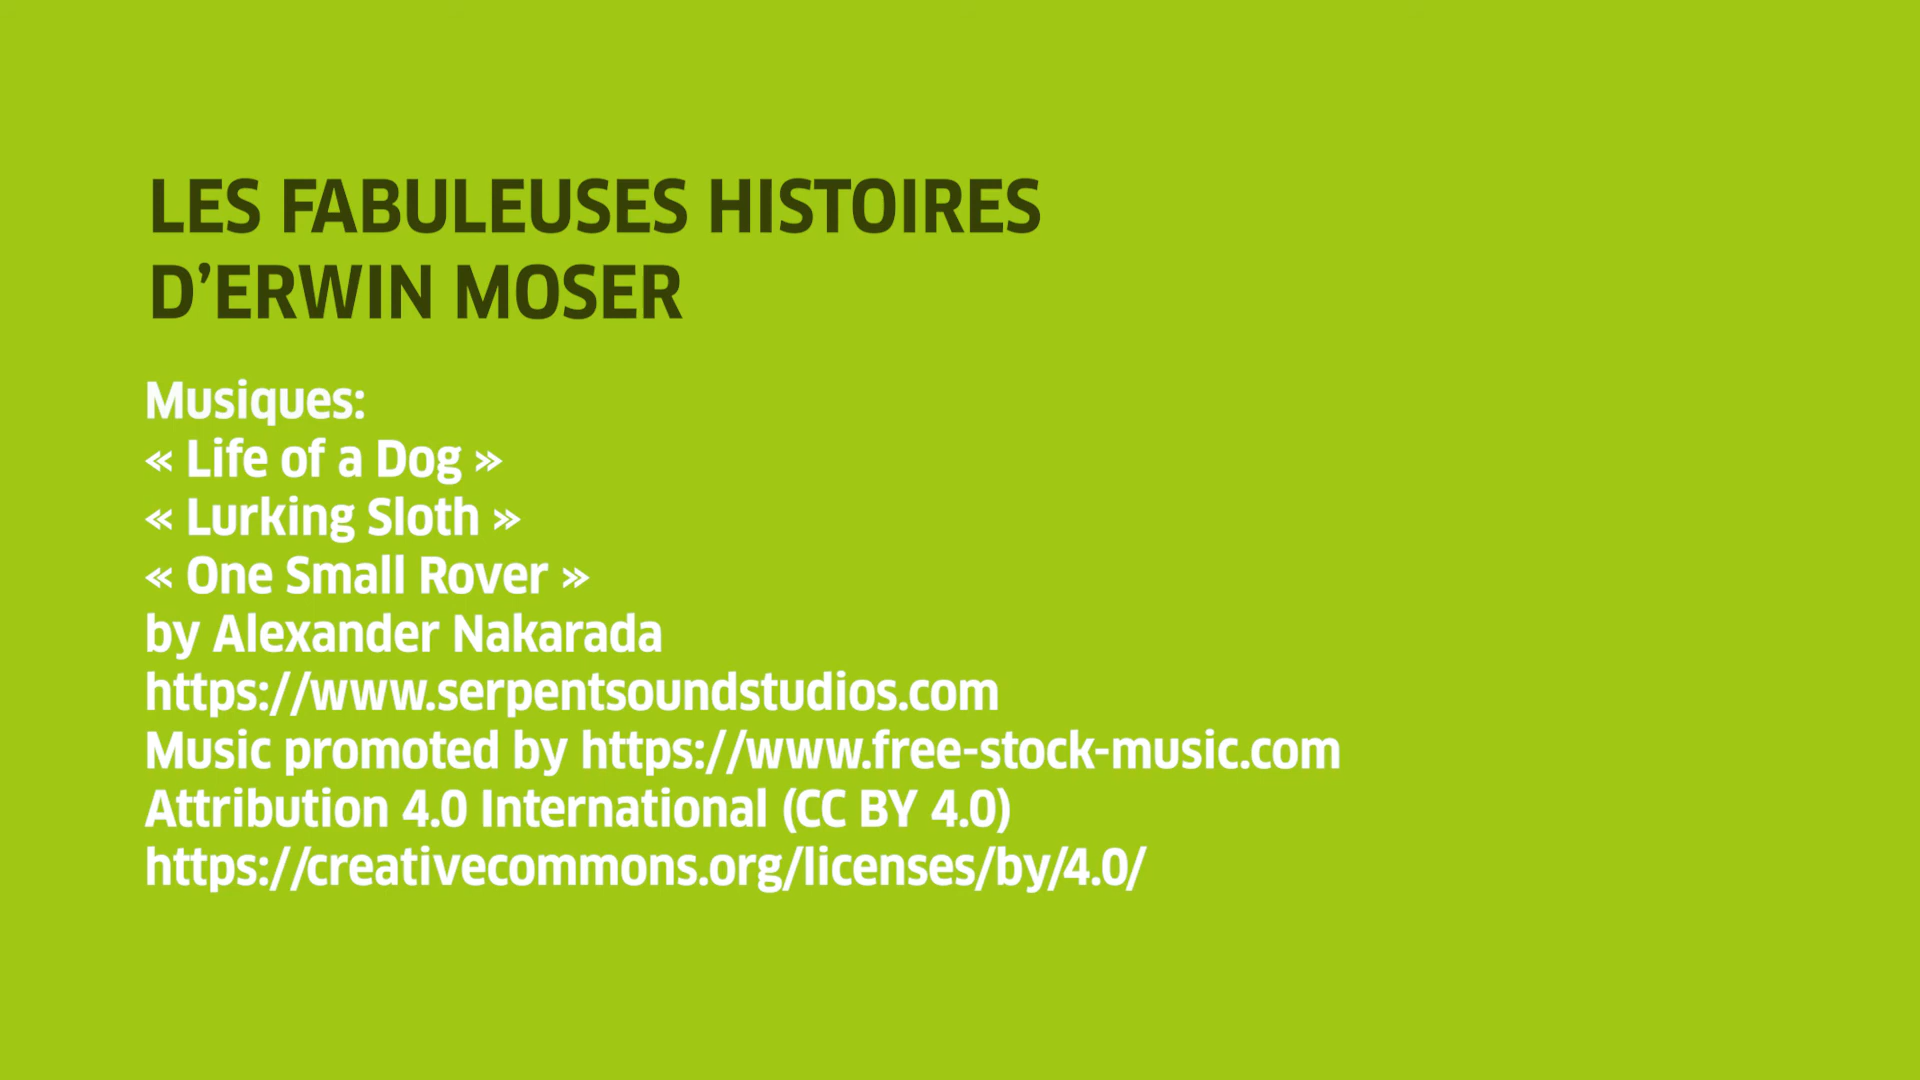 LES FABULEUSES HISTOIRES
D’ERWIN MOSER
Musiques:
« Life of a Dog »
« Lurking Sloth »
« One Small Rover »
by Alexander Nakarada
https://www.serpentsoundstudios.com
Music promoted by https://www.free-stock-music.com
Attribution 4.0 International (CC BY 4.0)
https://creativecommons.org/licenses/by/4.0/